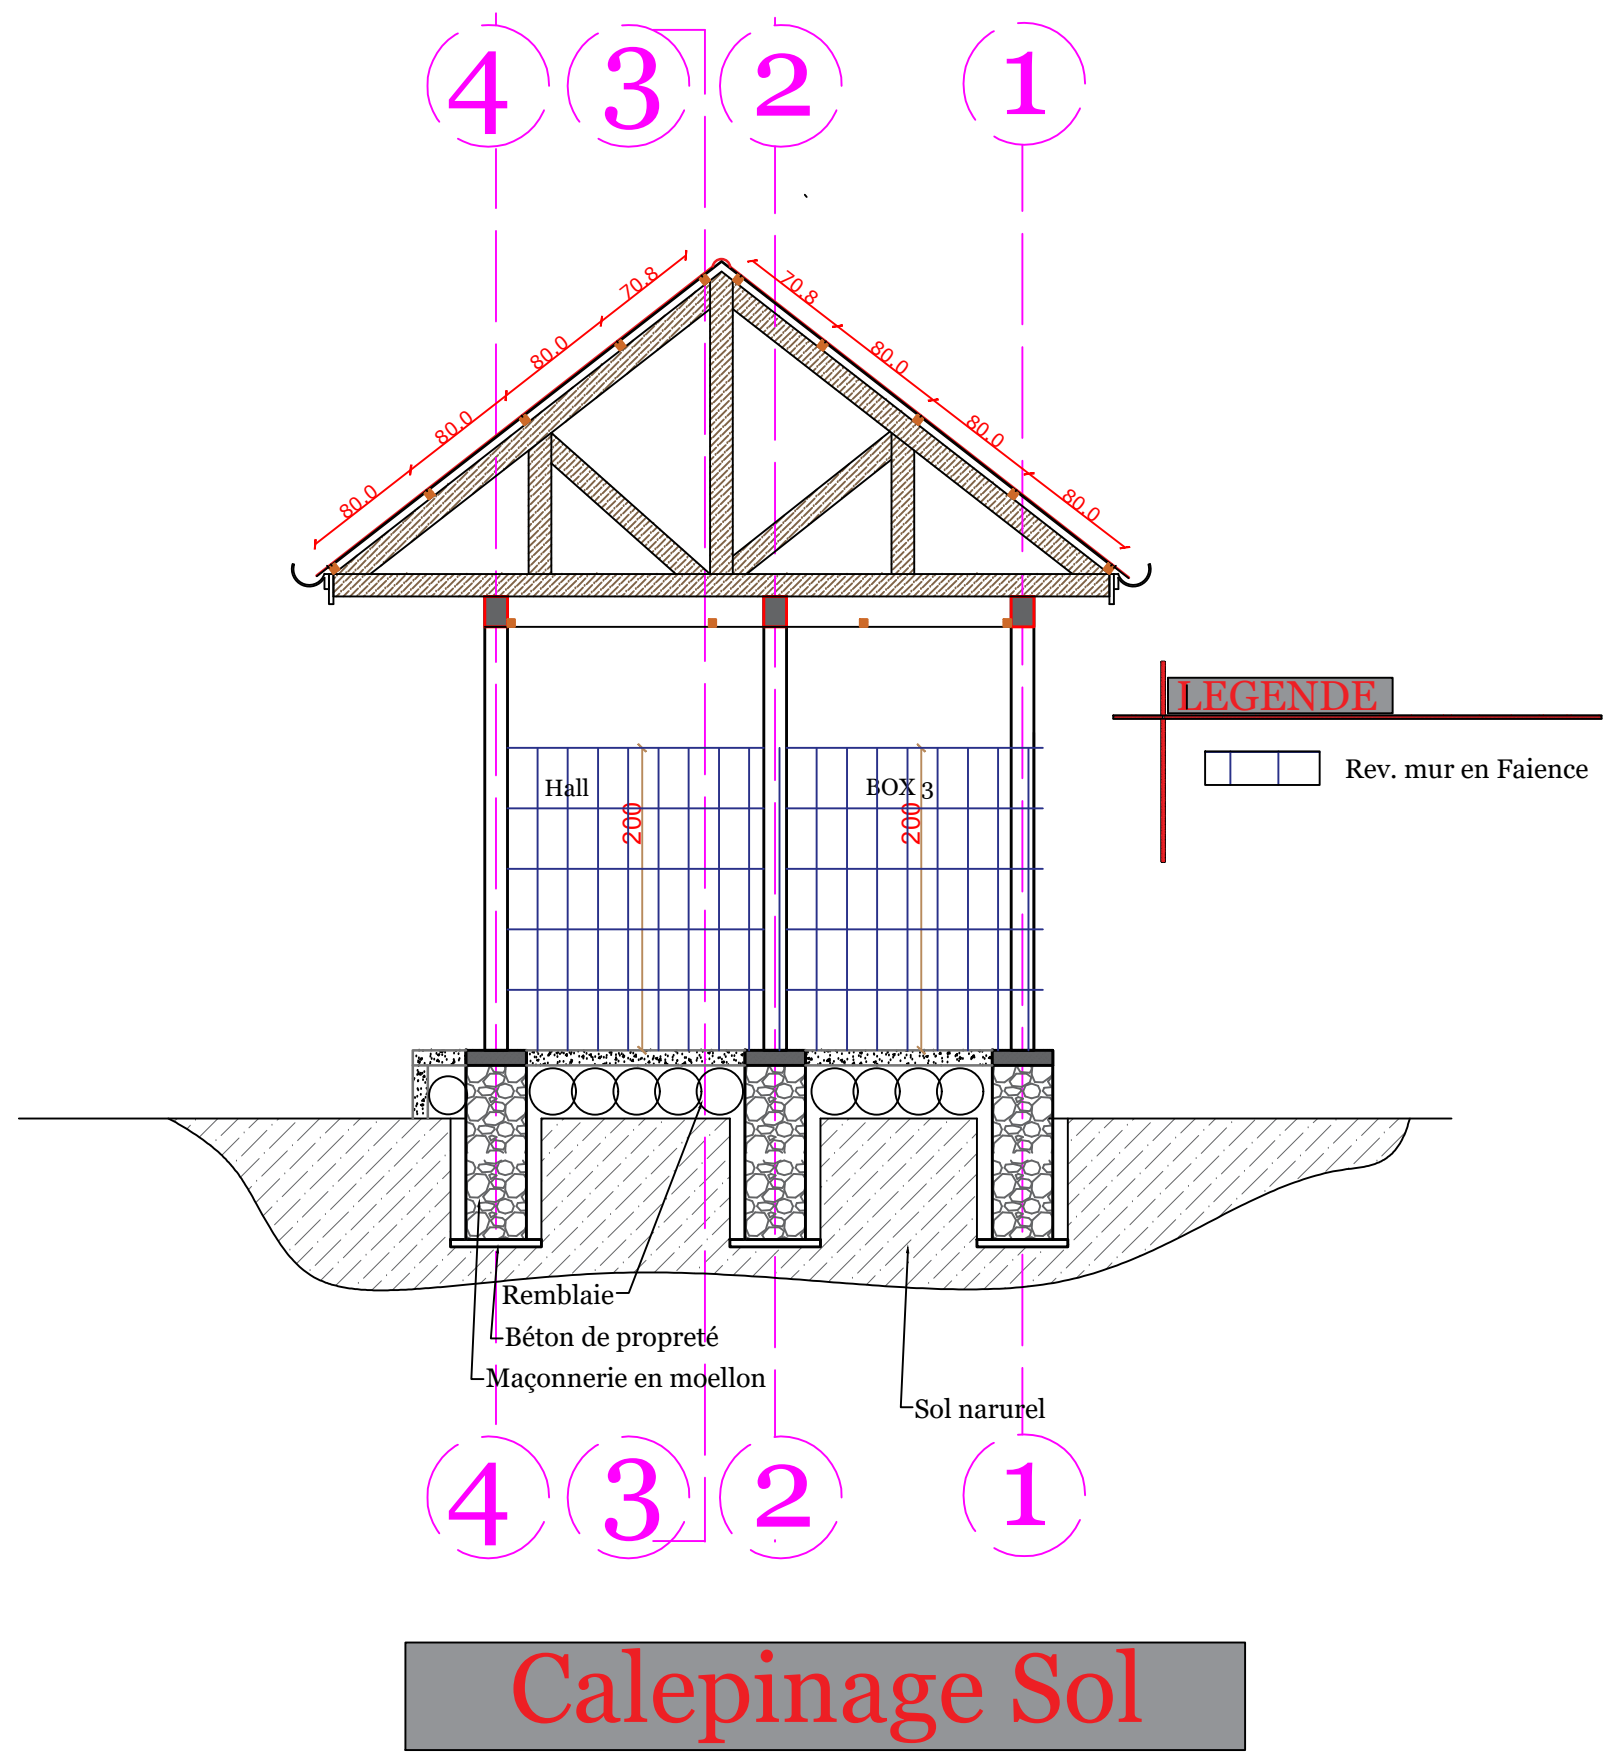 4 3 2 1
70,8 70,8
80,0 80,0
80,0 80,0
80,0 80,0
LEGENDE
Rev. mur en Faience
Hall BOX 3
200 200
Remblaie
Béton de propreté
Maçonnerie en moellon
Sol narurel
4 3 2 1
Calepinage Sol